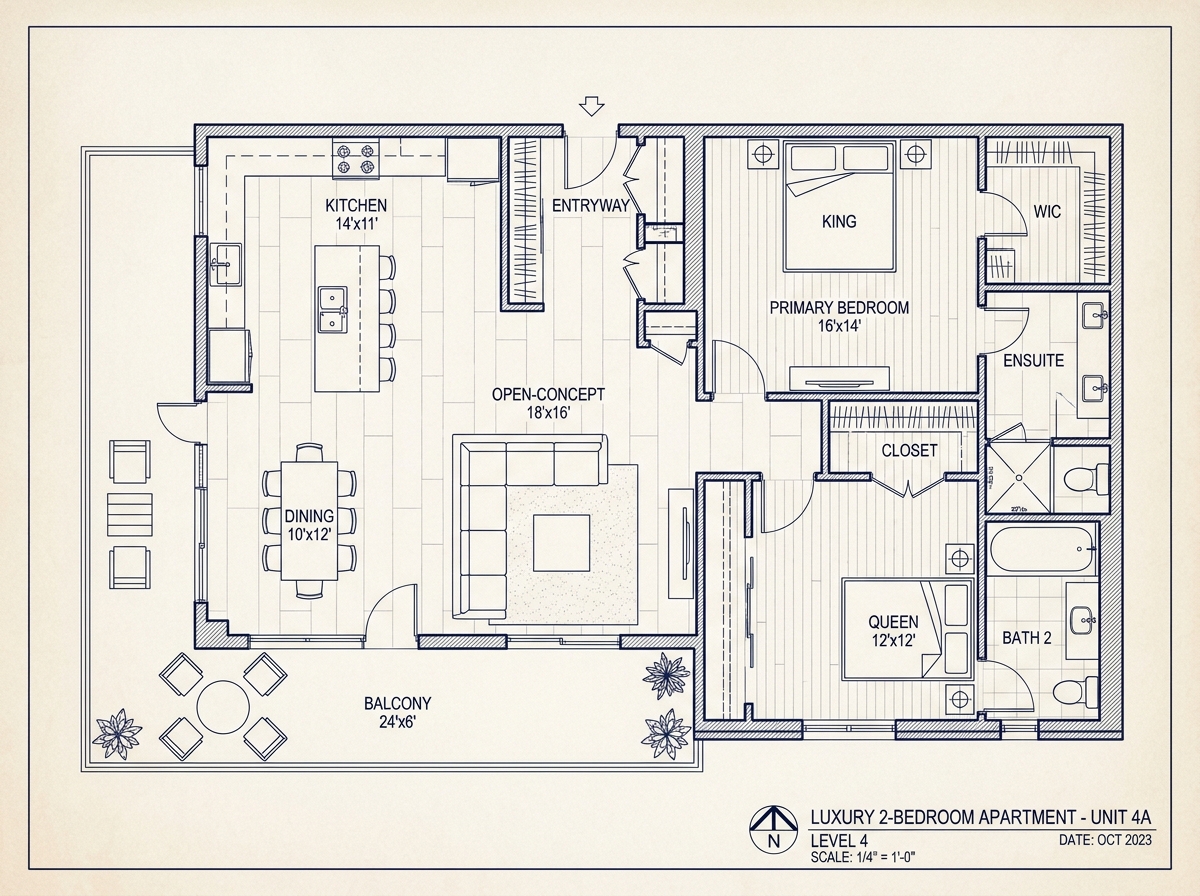 KITCHEN
14'x11'
ENTRYWAY
KING
WIC
PRIMARY BEDROOM
16'x14'
ENSUITE
OPEN-CONCEPT
18'x16'
CLOSET
DINING
10'x12'
QUEEN
12'x12'
BATH 2
BALCONY
24'x6'
N
LUXURY 2-BEDROOM APARTMENT - UNIT 4A
LEVEL 4
DATE: OCT 2023
SCALE: 1/4" = 1'-0"